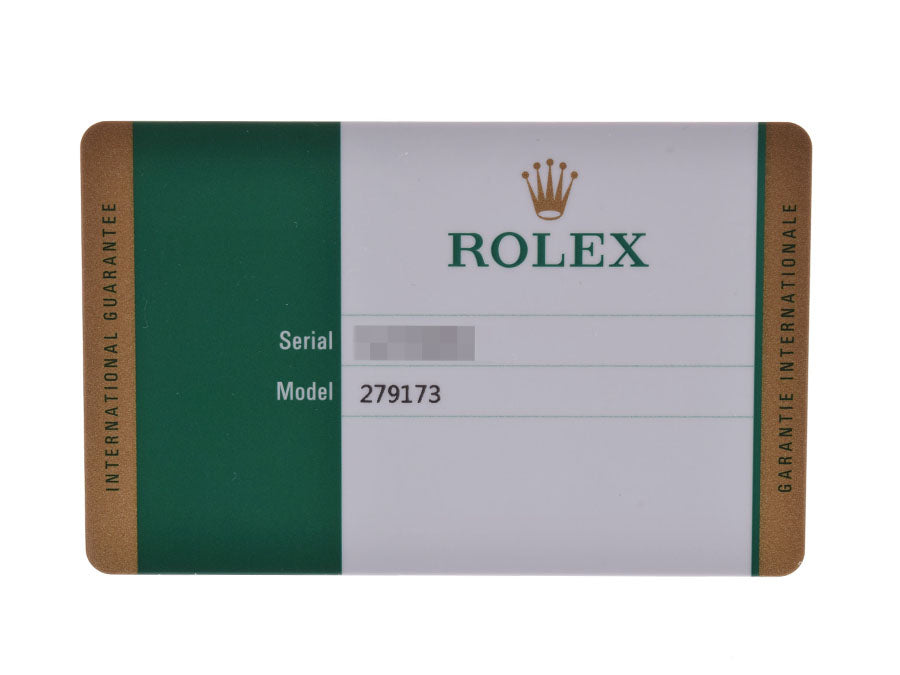 INTERNATIONAL GUARANTEE
ROLEX
Serial
Model 279173
GARANTIE INTERNATIONALE